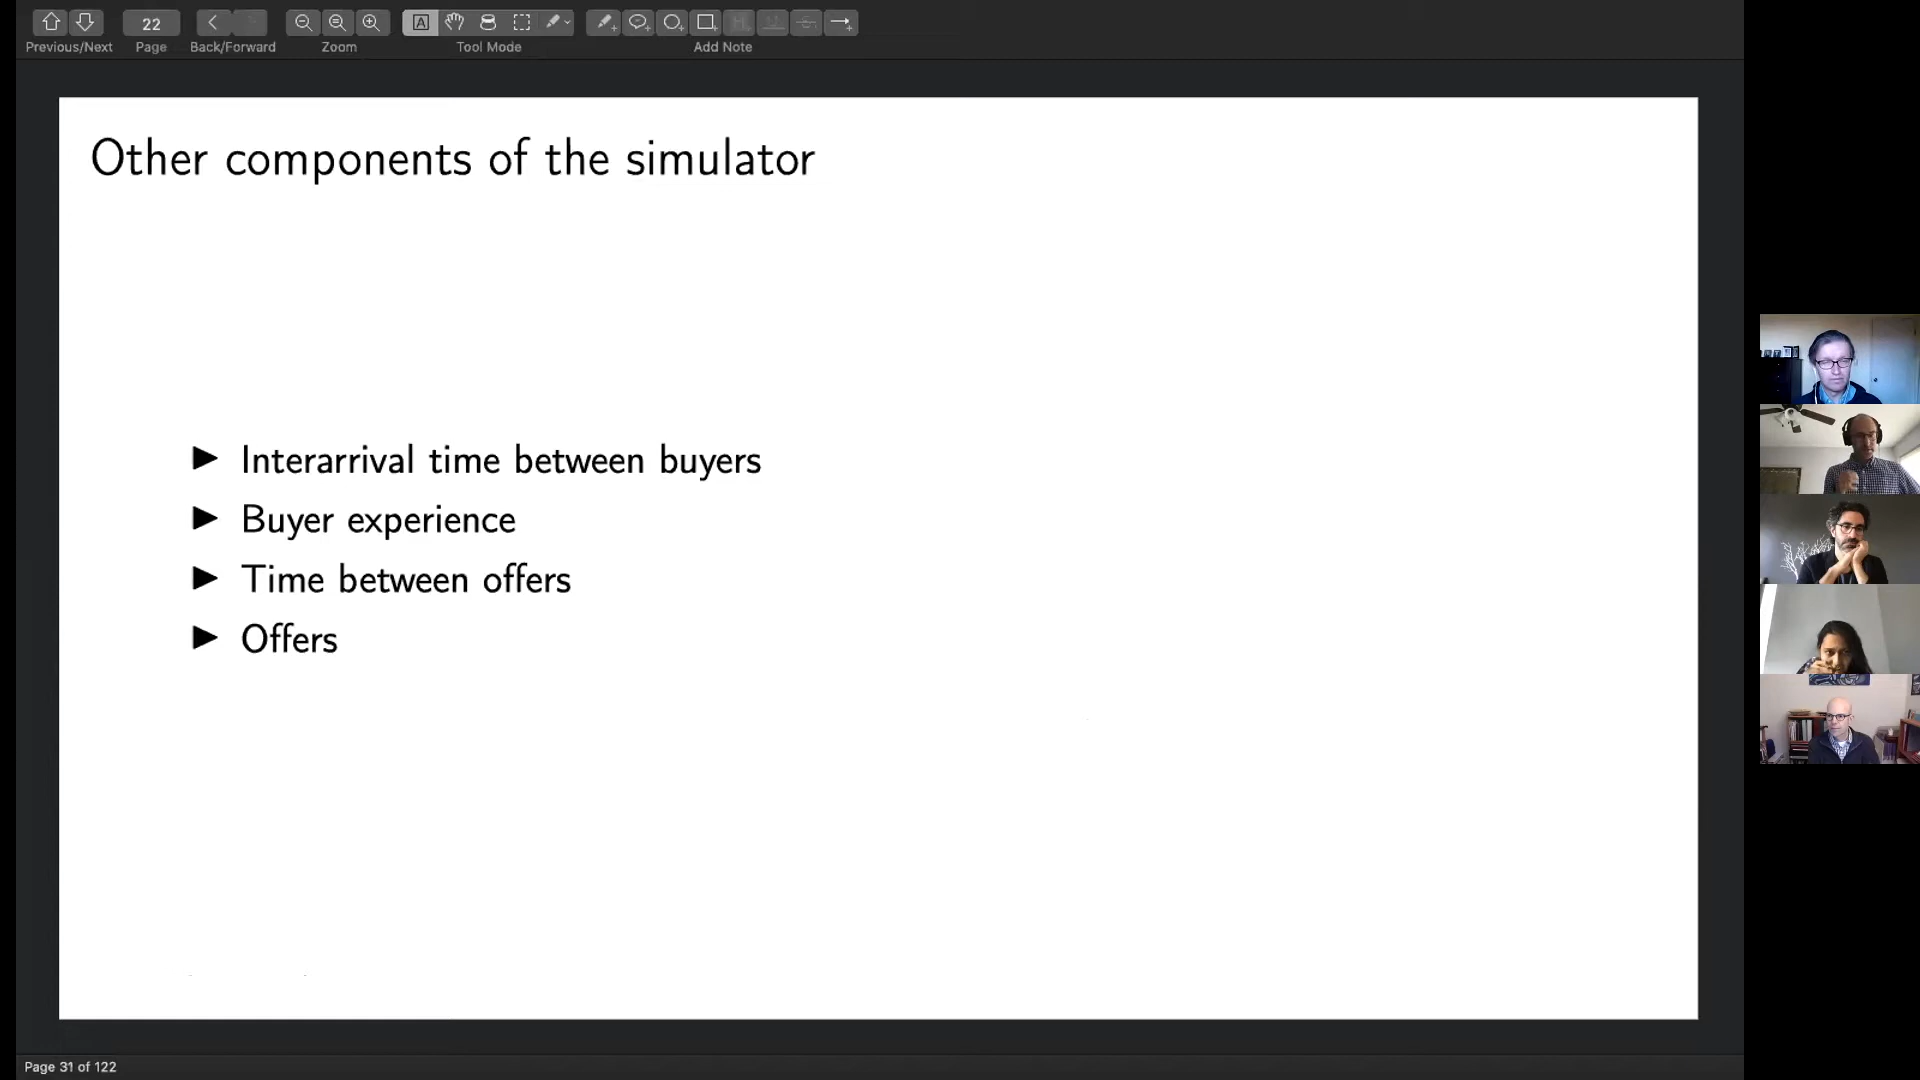 22
Previous/Next
Page
Back/Forward
Zoom
Tool Mode
Add Note
Other components of the simulator
Interarrival time between buyers
Buyer experience
Time between offers
Offers
Page 31 of 122